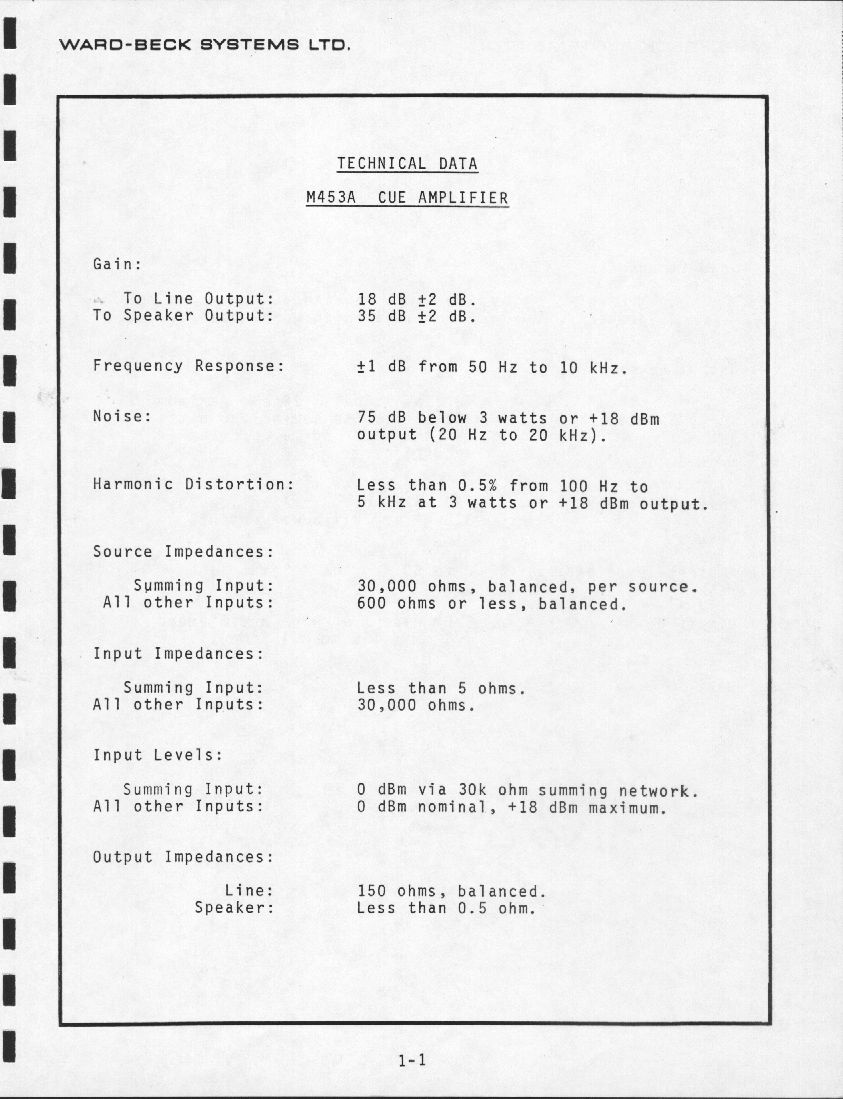 WARD-BECK SYSTEMS LTD.
TECHNICAL DATA
M453A CUE AMPLIFIER
Gain:
To Line Output: 18 dB ±2 dB.
To Speaker Output: 35 dB ±2 dB.
Frequency Response: ±1 dB from 50 Hz to 10 kHz.
Noise: 75 dB below 3 watts or +18 dBm
output (20 Hz to 20 kHz).
Harmonic Distortion: Less than 0.5% from 100 Hz to
5 kHz at 3 watts or +18 dBm output.
Source Impedances:
Summing Input: 30,000 ohms, balanced, per source.
All other Inputs: 600 ohms or less, balanced.
Input Impedances:
Summing Input: Less than 5 ohms.
All other Inputs: 30,000 ohms.
Input Levels:
Summing Input: 0 dBm via 30k ohm summing network.
All other Inputs: 0 dBm nominal, +18 dBm maximum.
Output Impedances:
Line: 150 ohms, balanced.
Speaker: Less than 0.5 ohm.
1-1